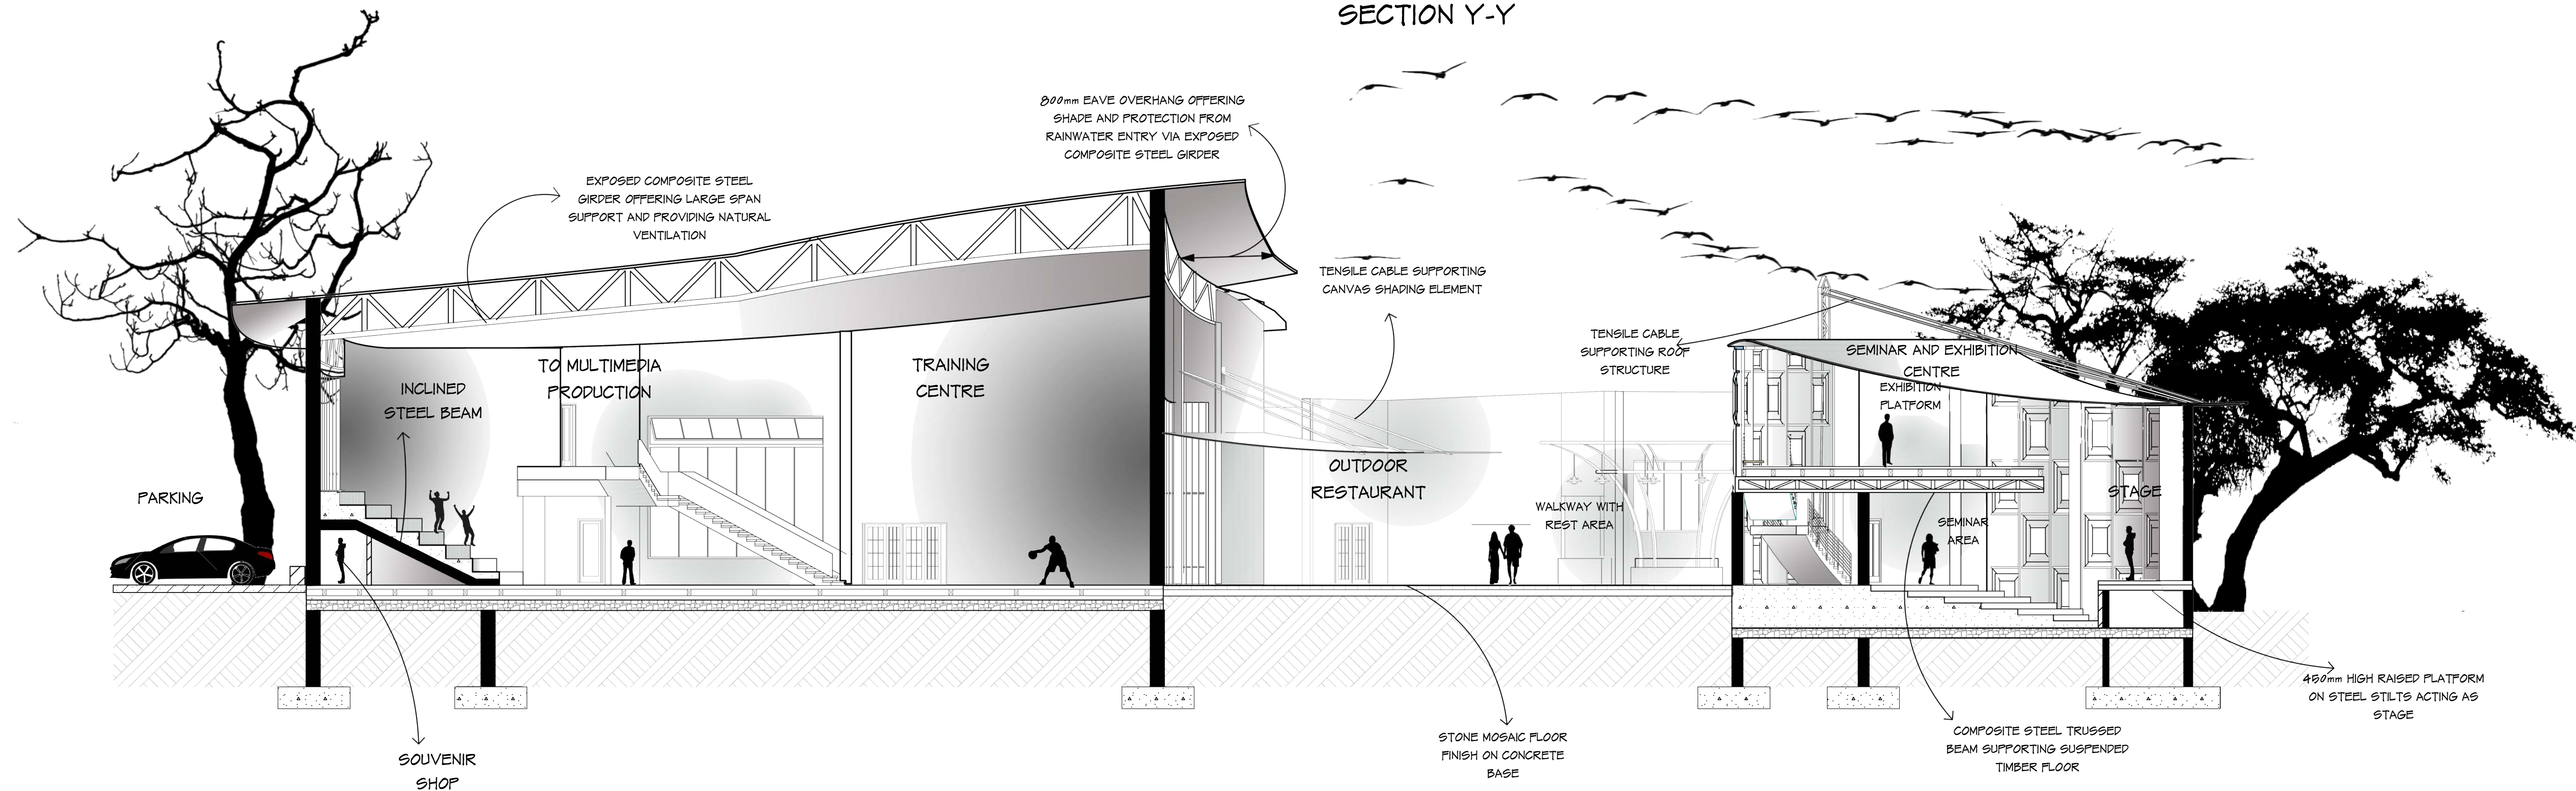 SECTION Y-Y
800mm EAVE OVERHANG OFFERING
SHADE AND PROTECTION FROM
RAINWATER ENTRY VIA EXPOSED
COMPOSITE STEEL GIRDER
EXPOSED COMPOSITE STEEL
GIRDER OFFERING LARGE SPAN
SUPPORT AND PROVIDING NATURAL
VENTILATION
TENSILE CABLE SUPPORTING
CANVAS SHADING ELEMENT
TENSILE CABLE
SUPPORTING ROOF
STRUCTURE
SEMINAR AND EXHIBITION
CENTRE
EXHIBITION
PLATFORM
TO MULTIMEDIA
PRODUCTION
TRAINING
CENTRE
INCLINED
STEEL BEAM
OUTDOOR
RESTAURANT
PARKING
STAGE
WALKWAY WITH
REST AREA
SEMINAR
AREA
450mm HIGH RAISED PLATFORM
ON STEEL STILTS ACTING AS
STAGE
STONE MOSAIC FLOOR
FINISH ON CONCRETE
BASE
COMPOSITE STEEL TRUSSED
BEAM SUPPORTING SUSPENDED
TIMBER FLOOR
SOUVENIR
SHOP